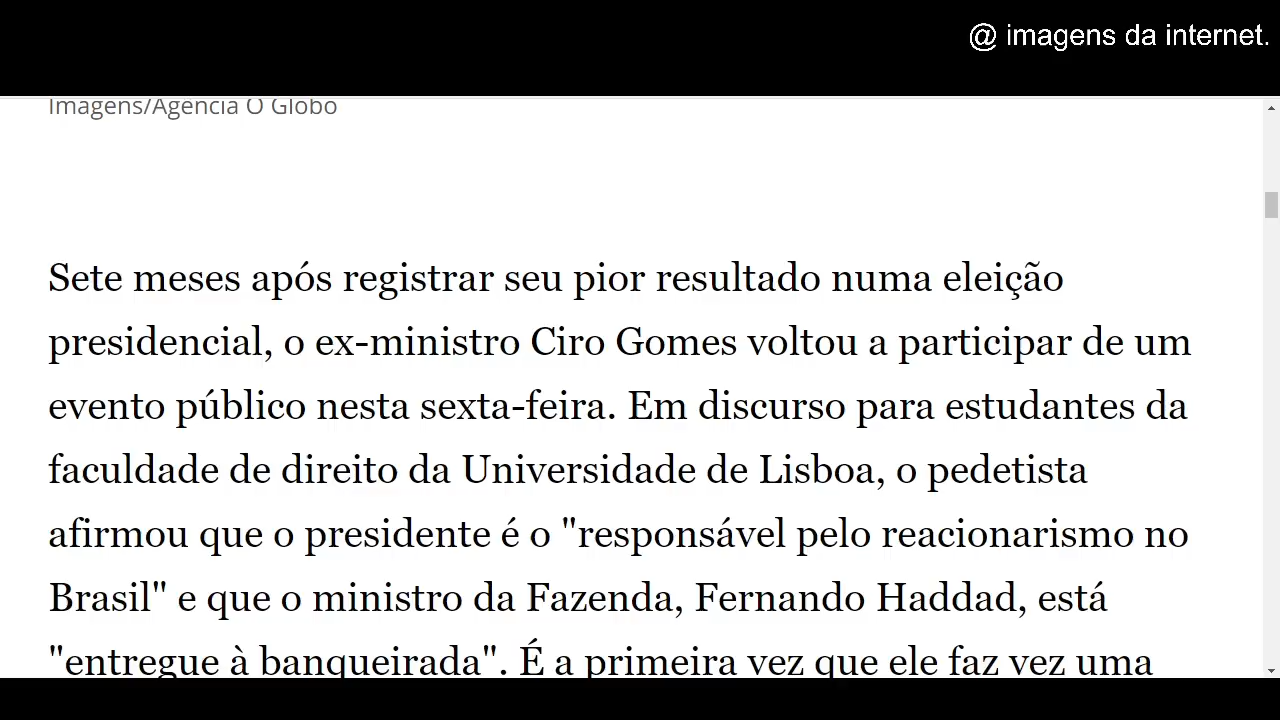 @ imagens da internet.
Imagens/Agência O Globo
Sete meses após registrar seu pior resultado numa eleição
presidencial, o ex-ministro Ciro Gomes voltou a participar de um
evento público nesta sexta-feira. Em discurso para estudantes da
faculdade de direito da Universidade de Lisboa, o pedetista
afirmou que o presidente é o "responsável pelo reacionarismo no
Brasil" e que o ministro da Fazenda, Fernando Haddad, está
"entregue à banqueirada". É a primeira vez que ele faz vez uma